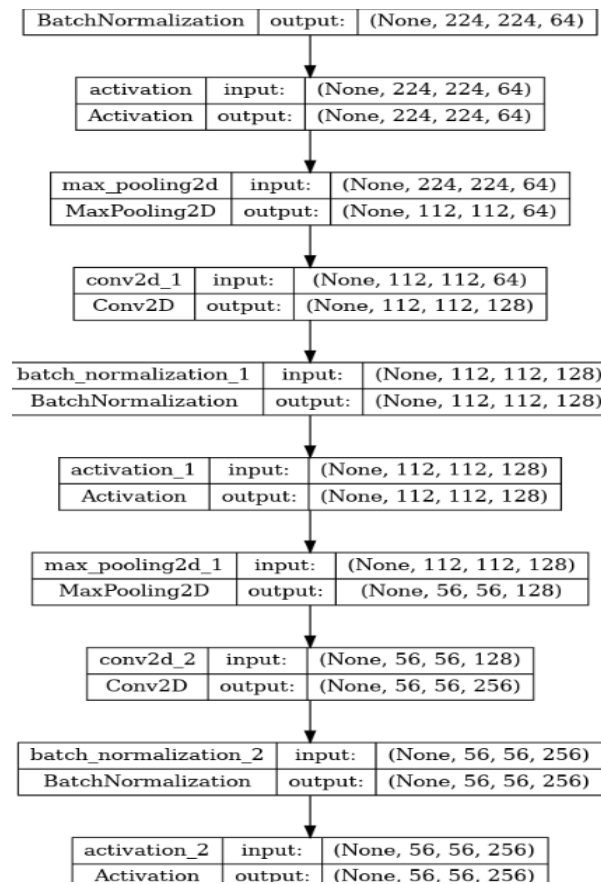 BatchNormalization output: (None, 224, 224, 64)
activation input: (None, 224, 224, 64)
Activation output: (None, 224, 224, 64)
max_pooling2d input: (None, 224, 224, 64)
MaxPooling2D output: (None, 112, 112, 64)
conv2d_1 input: (None, 112, 112, 64)
Conv2D output: (None, 112, 112, 128)
batch_normalization_1 input: (None, 112, 112, 128)
BatchNormalization output: (None, 112, 112, 128)
activation_1 input: (None, 112, 112, 128)
Activation output: (None, 112, 112, 128)
max_pooling2d_1 input: (None, 112, 112, 128)
MaxPooling2D output: (None, 56, 56, 128)
conv2d_2 input: (None, 56, 56, 128)
Conv2D output: (None, 56, 56, 256)
batch_normalization_2 input: (None, 56, 56, 256)
BatchNormalization output: (None, 56, 56, 256)
activation_2 input: (None, 56, 56, 256)
Activation output: (None, 56, 56, 256)